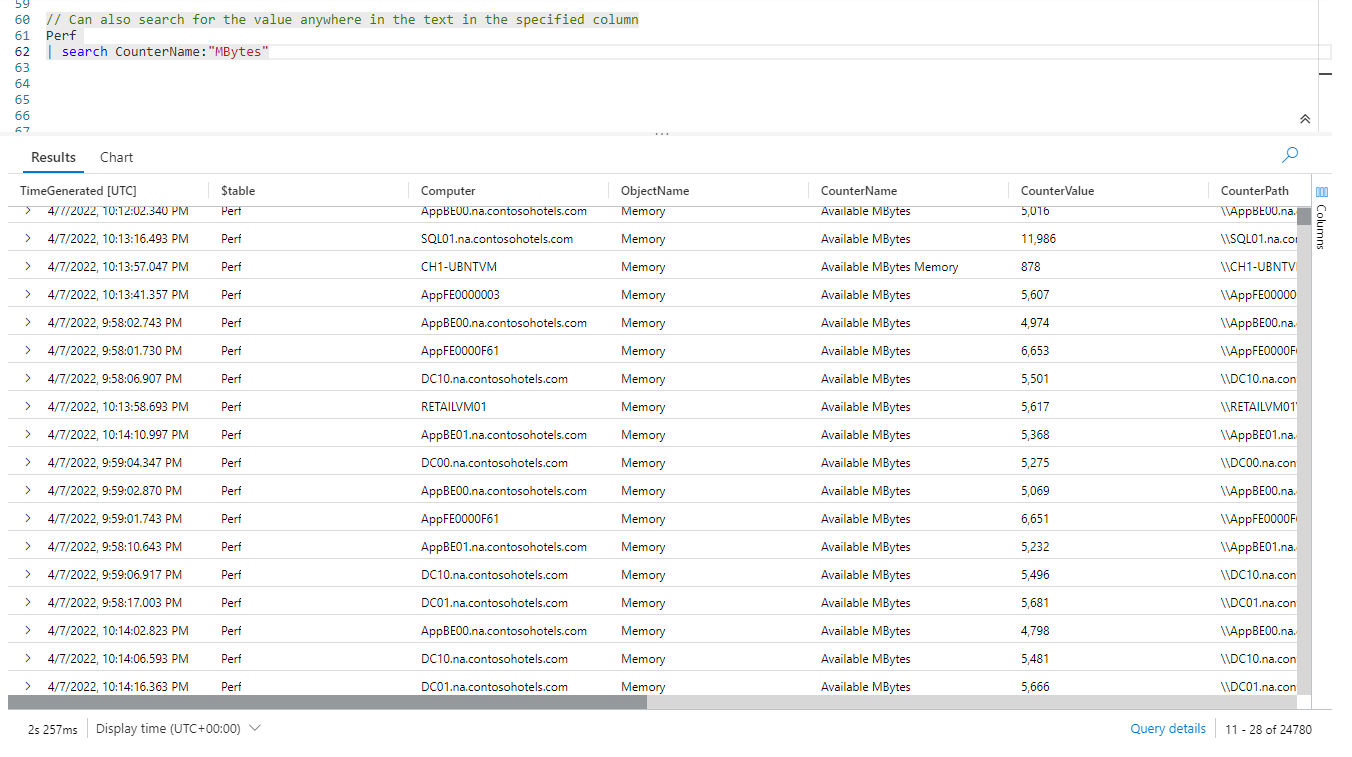 59
60 // Can also search for the value anywhere in the text in the specified column
61 Perf
62 | search CounterName:"MBytes"
63
64
65
66
67
Results Chart
TimeGenerated [UTC] $table Computer ObjectName CounterName CounterValue CounterPath
4/7/2022, 10:12:02.340 PM Perf AppBE00.na.contosohotels.com Memory Available MBytes 5,016 \\AppBE00.na.
4/7/2022, 10:13:16.493 PM Perf SQL01.na.contosohotels.com Memory Available MBytes 11,986 \\SQL01.na.co
4/7/2022, 10:13:57.047 PM Perf CH1-UBNTVM Memory Available MBytes Memory 878 \\CH1-UBNTV
4/7/2022, 10:13:41.357 PM Perf AppFE0000003 Memory Available MBytes 5,607 \\AppFE00000
4/7/2022, 9:58:02.743 PM Perf AppBE00.na.contosohotels.com Memory Available MBytes 4,974 \\AppBE00.na.
4/7/2022, 9:58:01.730 PM Perf AppFE0000F61 Memory Available MBytes 6,653 \\AppFE0000F
4/7/2022, 9:58:06.907 PM Perf DC10.na.contosohotels.com Memory Available MBytes 5,501 \\DC10.na.con
4/7/2022, 10:13:58.693 PM Perf RETAILVM01 Memory Available MBytes 5,617 \\RETAILVM01
4/7/2022, 10:14:10.997 PM Perf AppBE01.na.contosohotels.com Memory Available MBytes 5,368 \\AppBE01.na.
4/7/2022, 9:59:04.347 PM Perf DC00.na.contosohotels.com Memory Available MBytes 5,275 \\DC00.na.con
4/7/2022, 9:59:02.870 PM Perf AppBE00.na.contosohotels.com Memory Available MBytes 5,069 \\AppBE00.na.
4/7/2022, 9:59:01.743 PM Perf AppFE0000F61 Memory Available MBytes 6,651 \\AppFE0000F
4/7/2022, 9:58:10.643 PM Perf AppBE01.na.contosohotels.com Memory Available MBytes 5,232 \\AppBE01.na.
4/7/2022, 9:59:06.917 PM Perf DC10.na.contosohotels.com Memory Available MBytes 5,496 \\DC10.na.con
4/7/2022, 9:58:17.003 PM Perf DC01.na.contosohotels.com Memory Available MBytes 5,681 \\DC01.na.con
4/7/2022, 10:14:02.823 PM Perf AppBE00.na.contosohotels.com Memory Available MBytes 4,798 \\AppBE00.na.
4/7/2022, 10:14:06.593 PM Perf DC10.na.contosohotels.com Memory Available MBytes 5,481 \\DC10.na.con
4/7/2022, 10:14:16.363 PM Perf DC01.na.contosohotels.com Memory Available MBytes 5,666 \\DC01.na.con
Columns
2s 257ms Display time (UTC+00:00) Query details 11 - 28 of 24780